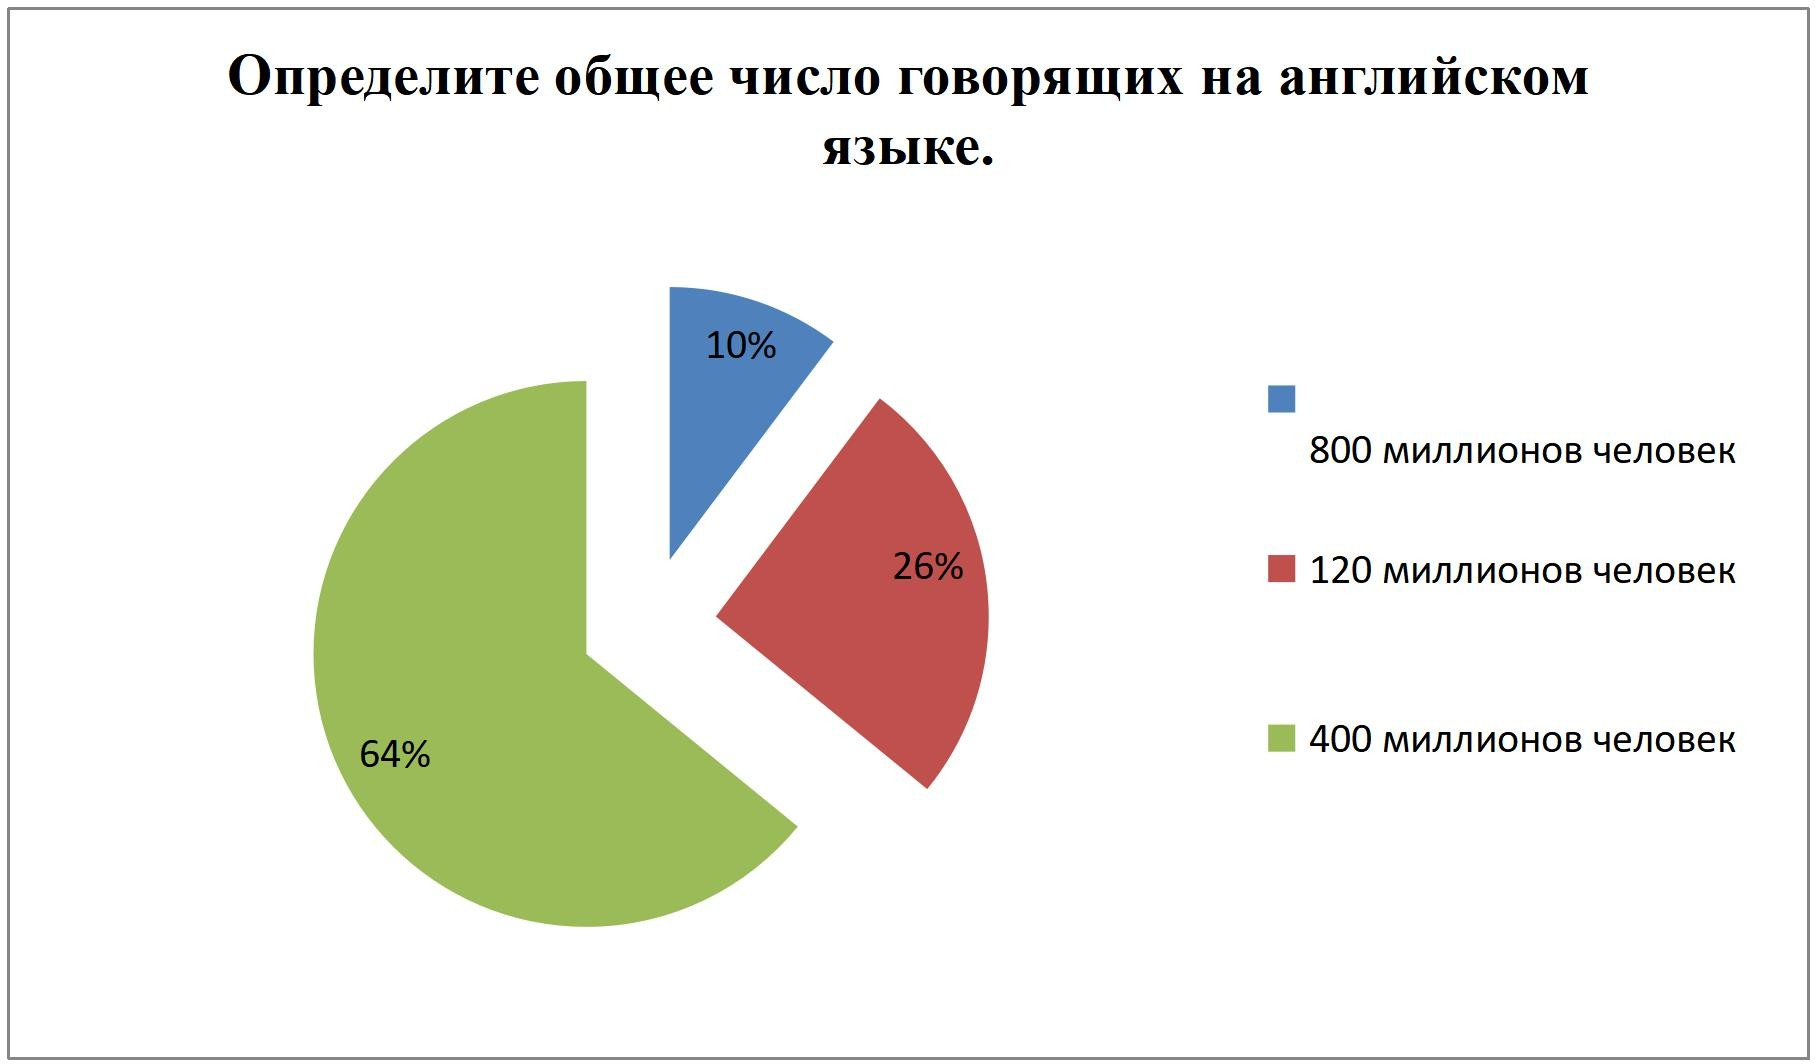 Определите общее число говорящих на английском
языке.
10%
26%
64%
800 миллионов человек
120 миллионов человек
400 миллионов человек